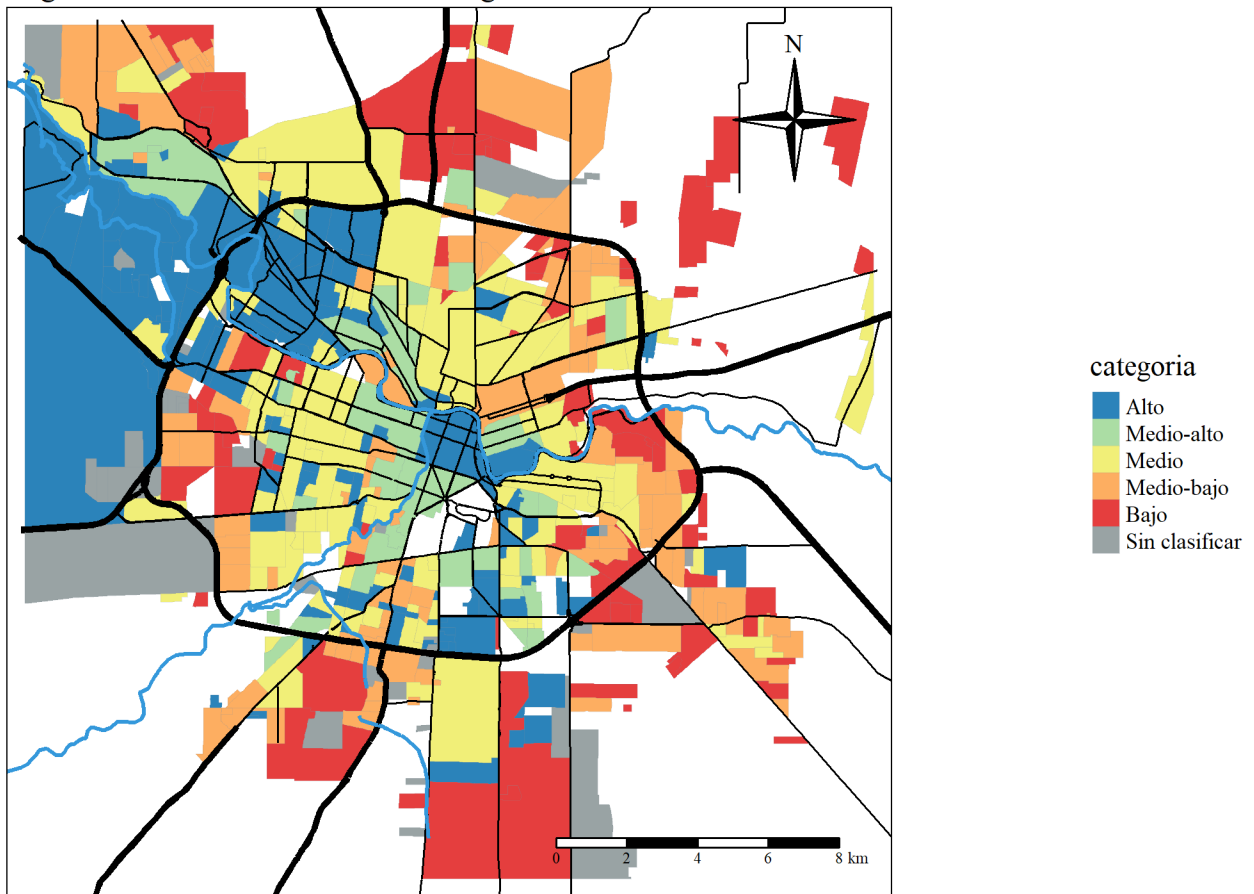 N
categoria
Alto
Medio-alto
Medio
Medio-bajo
Bajo
Sin clasificar
0 2 4 6 8 km